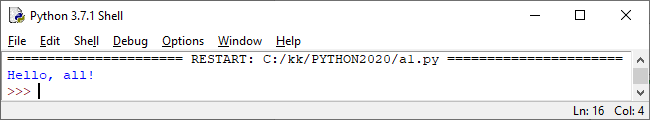 Python 3.7.1 Shell
File Edit Shell Debug Options Window Help
======================= RESTART: C:/kk/PYTHON2020/a1.py =======================
Hello, all!
>>>
Ln: 16 Col: 4